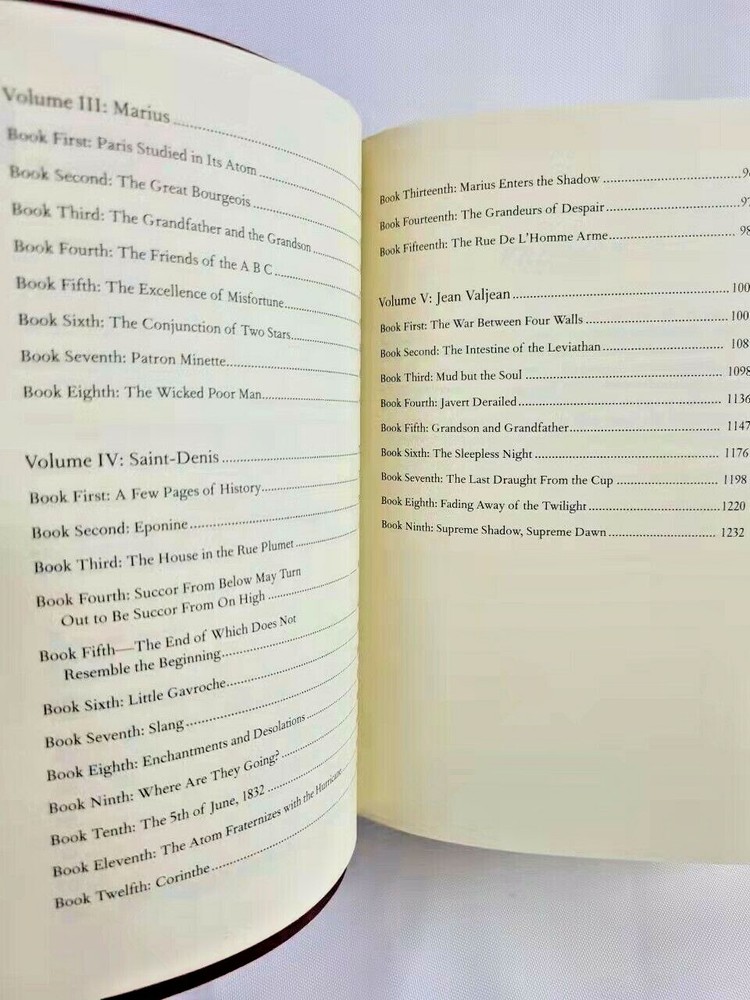 Volume III: Marius
Book First: Paris Studied in Its Atom
Book Second: The Great Bourgeois
Book Third: The Grandfather and the Grandson
Book Fourth: The Friends of the A B C
Book Fifth: The Excellence of Misfortune
Book Sixth: The Conjunction of Two Stars
Book Seventh: Patron Minette
Book Eighth: The Wicked Poor Man
Volume IV: Saint-Denis
Book First: A Few Pages of History
Book Second: Eponine
Book Third: The House in the Rue Plumet
Book Fourth: Succor From Below May Turn
Out to Be Succor From On High
Book Fifth—The End of Which Does Not
Resemble the Beginning
Book Sixth: Little Gavroche
Book Seventh: Slang
Book Eighth: Enchantments and Desolations
Book Ninth: Where Are They Going?
Book Tenth: The 5th of June, 1832
Book Eleventh: The Atom Fraternizes with the Hurricane
Book Twelfth: Corinthe
Book Thirteenth: Marius Enters the Shadow
Book Fourteenth: The Grandeurs of Despair
Book Fifteenth: The Rue De L'Homme Arme
Volume V: Jean Valjean
Book First: The War Between Four Walls
Book Second: The Intestine of the Leviathan
Book Third: Mud but the Soul 1098
Book Fourth: Javert Derailed 1136
Book Fifth: Grandson and Grandfather 1147
Book Sixth: The Sleepless Night 1176
Book Seventh: The Last Draught From the Cup 1198
Book Eighth: Fading Away of the Twilight 1220
Book Ninth: Supreme Shadow, Supreme Dawn 1232